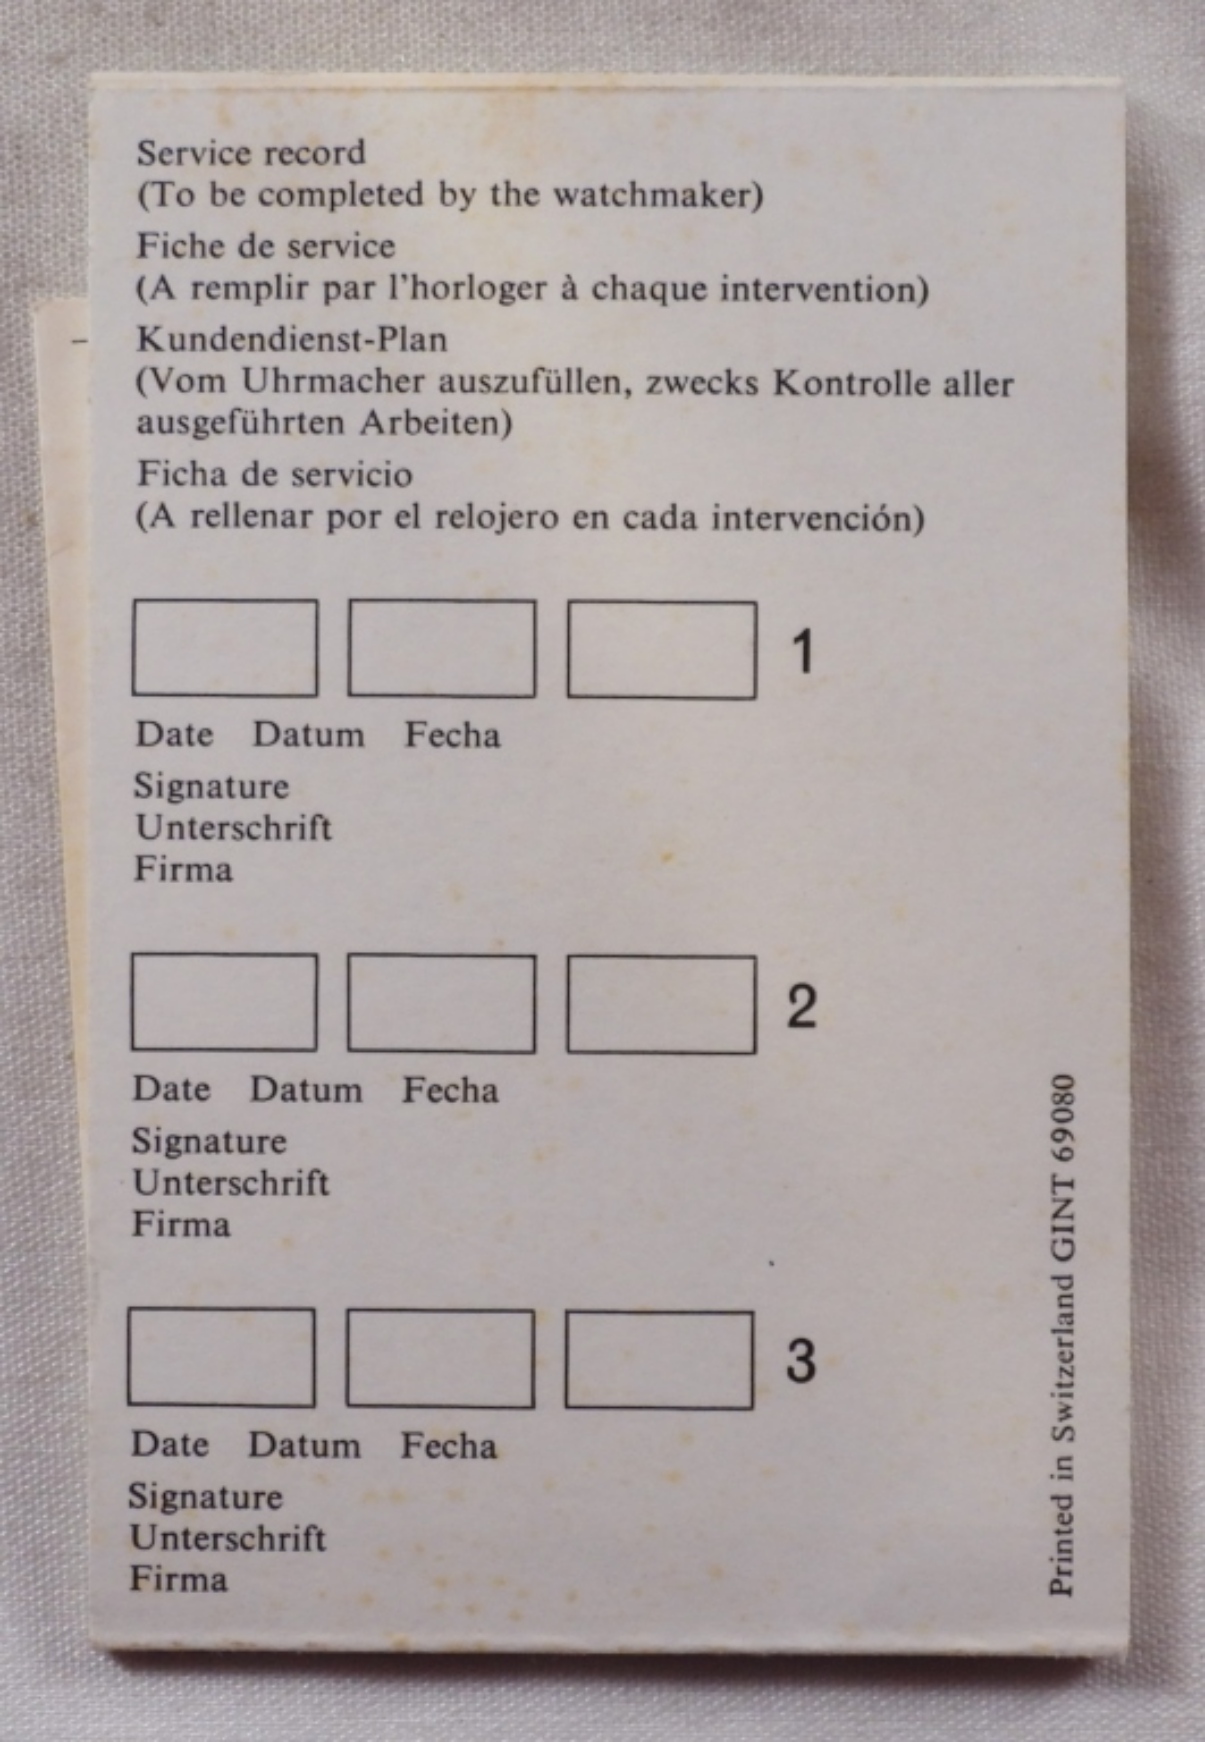 Service record
(To be completed by the watchmaker)
Fiche de service
(A remplir par l'horloger à chaque intervention)
Kundendienst-Plan
(Vom Uhrmacher auszufüllen, zwecks Kontrolle aller
ausgeführten Arbeiten)
Ficha de servicio
(A rellenar por el relojero en cada intervención)
1
Date Datum Fecha
Signature
Unterschrift
Firma
2
Date Datum Fecha
Signature
Unterschrift
Firma
3
Date Datum Fecha
Signature
Unterschrift
Firma
Printed in Switzerland GINT 69080